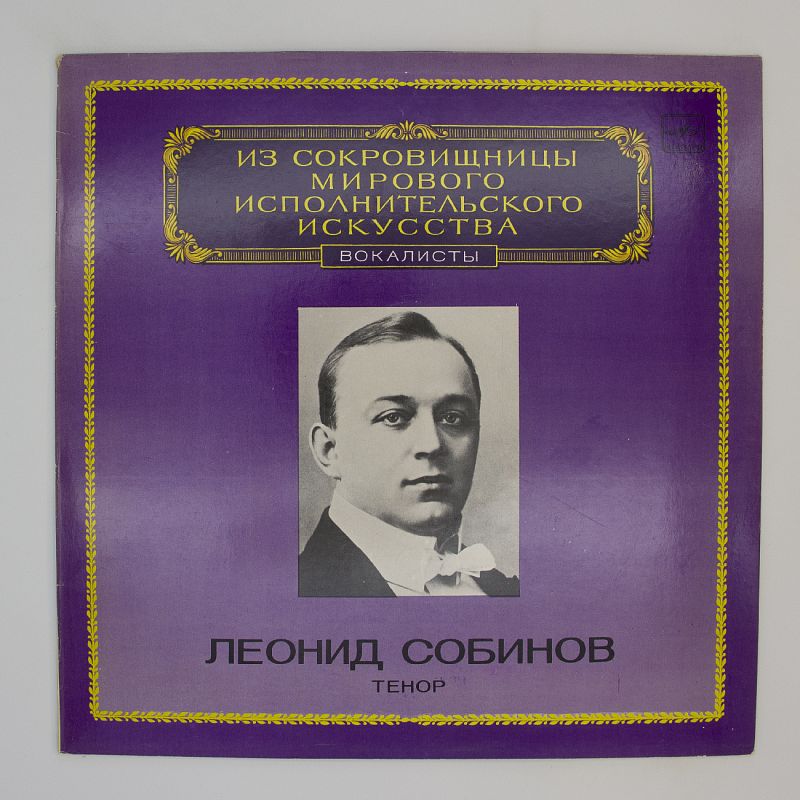 ИЗ СОКРОВИЩНИЦЫ
МИРОВОГО
ИСПОЛНИТЕЛЬСКОГО
ИСКУССТВА
ВОКАЛИСТЫ
ЛЕОНИД СОБИНОВ
ТЕНОР